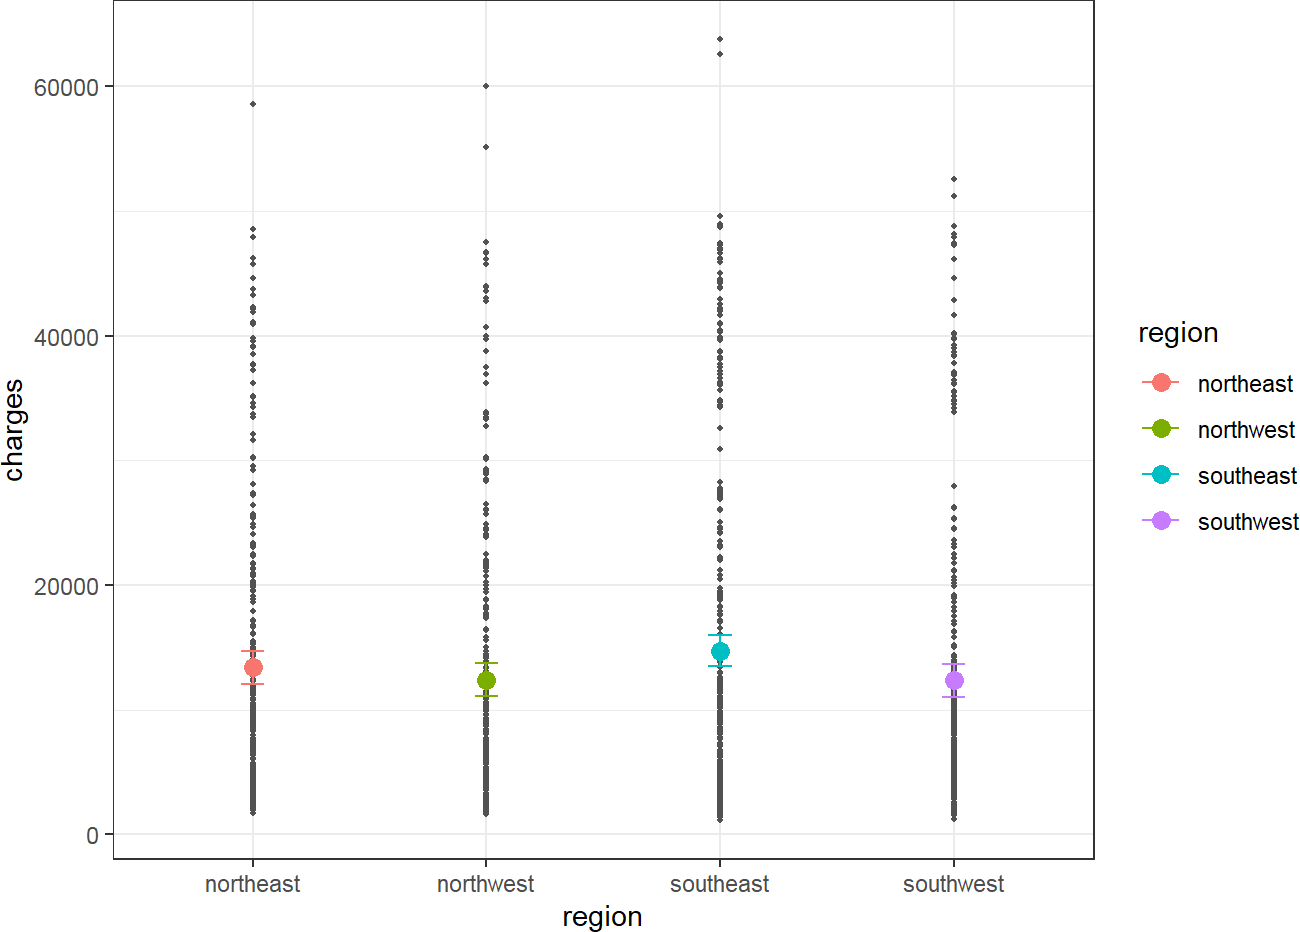 60000
40000
20000
0
charges
northeast
northwest
southeast
southwest
region
region
northeast
northwest
southeast
southwest